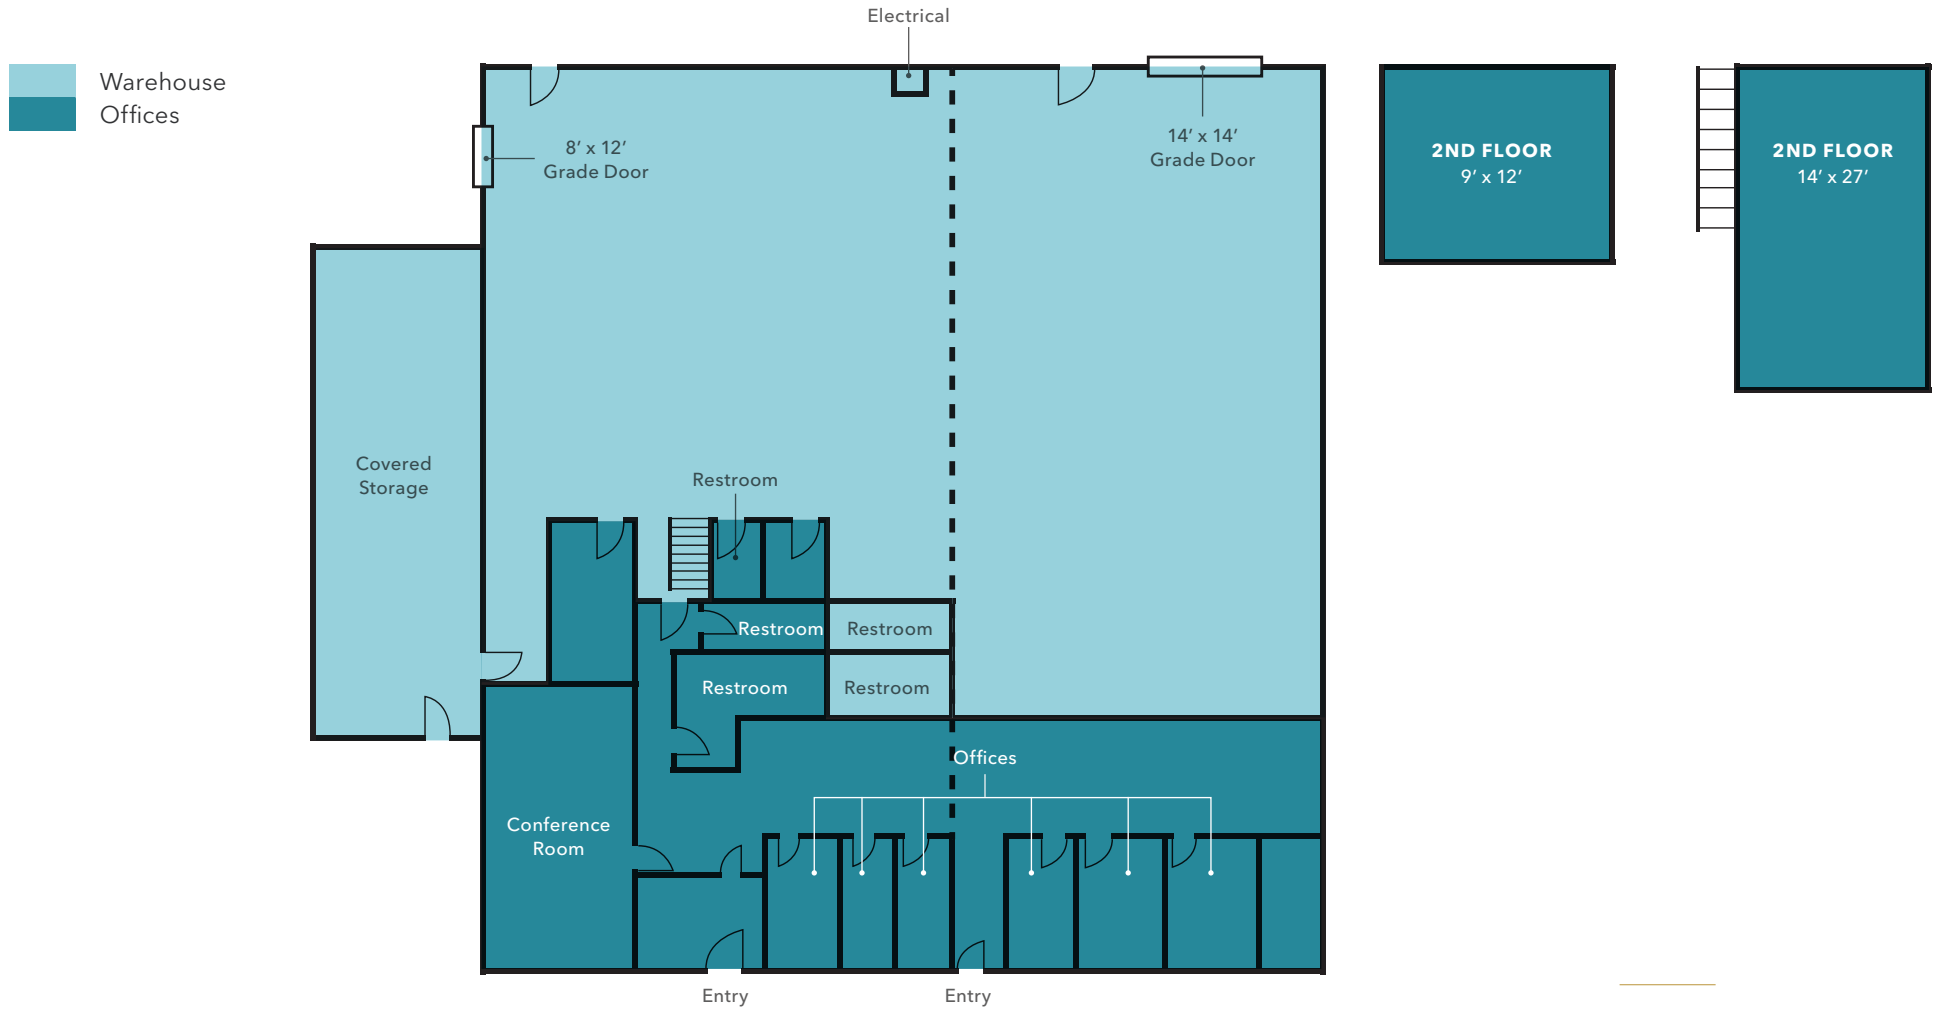 Electrical
Warehouse
Offices
8’ x 12’
Grade Door
14’ x 14’
Grade Door
2ND FLOOR
9’ x 12’
2ND FLOOR
14’ x 27’
Covered
Storage
Restroom
Restroom
Restroom
Restroom
Restroom
Offices
Conference
Room
Entry
Entry